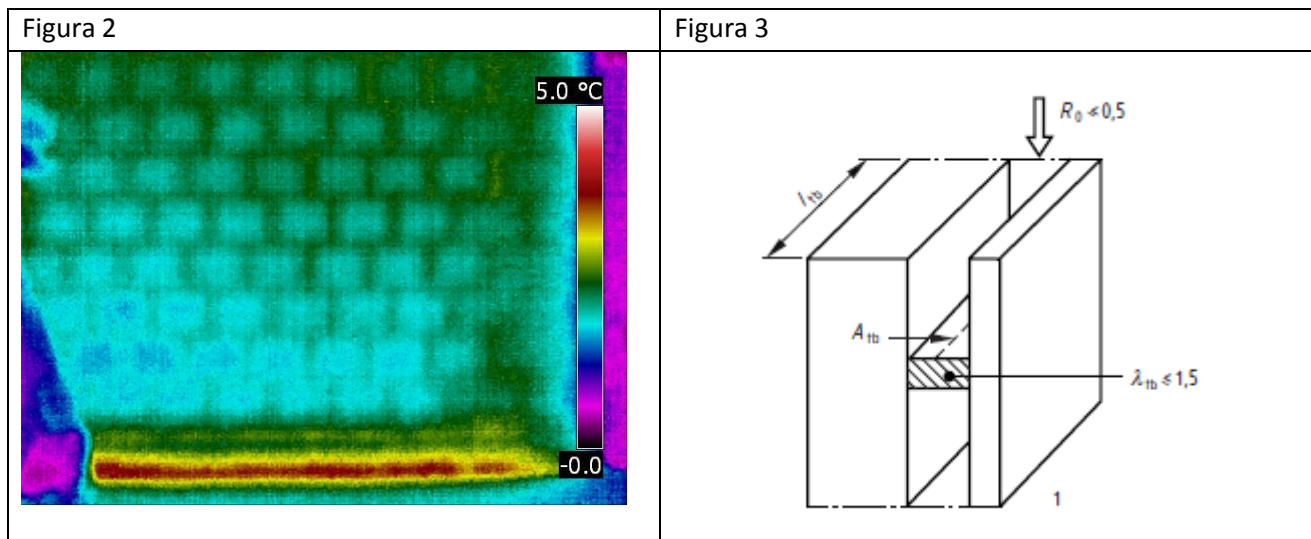 Figura 2
Figura 3
5.0 °C
-0.0
R₀ ≤ 0,5
l_tb
A_tb
λ_tb ≤ 1,5
1